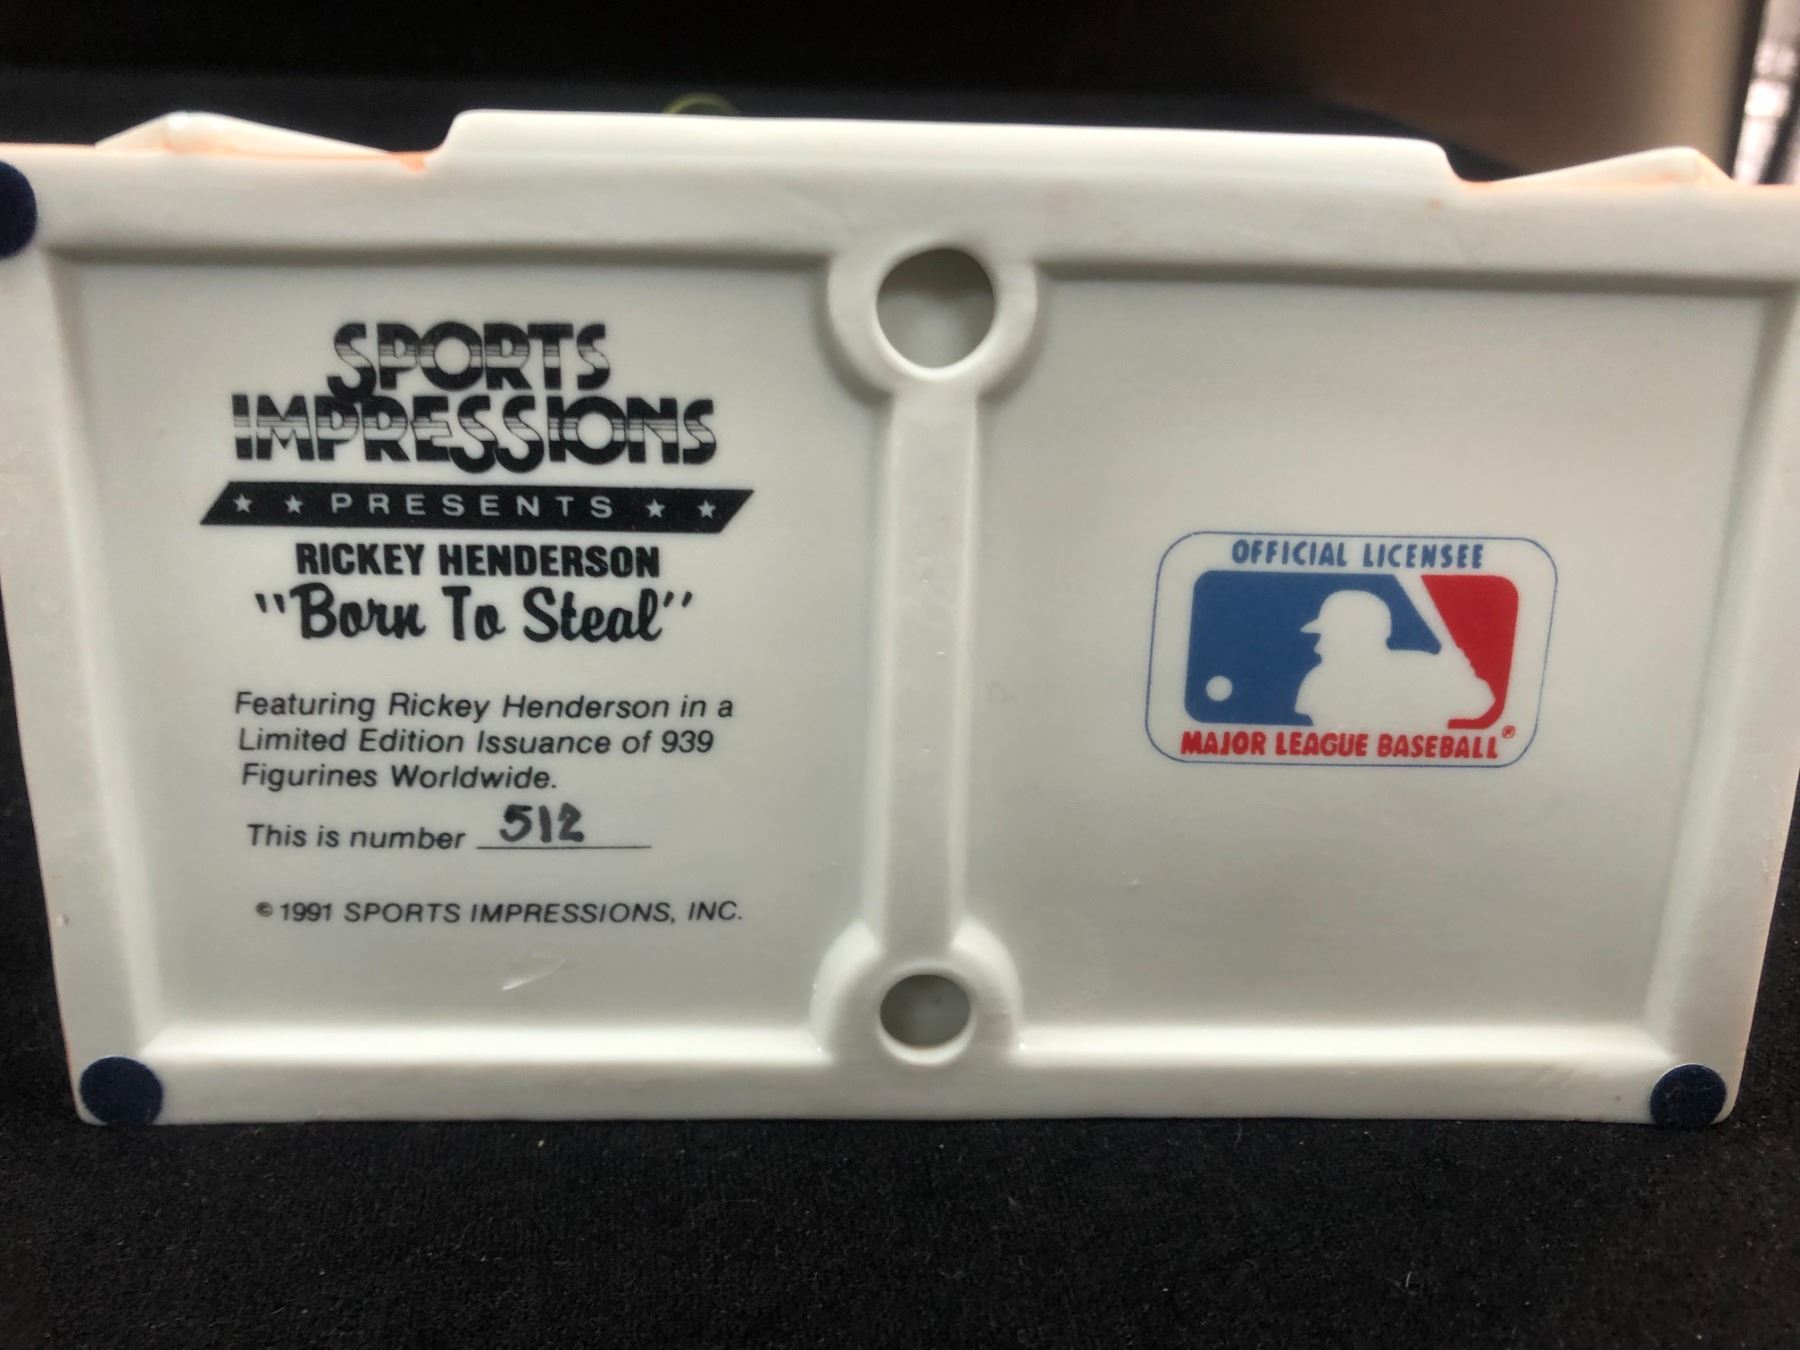 SPORTS
IMPRESSIONS
★ ★ PRESENTS ★ ★
RICKEY HENDERSON
"Born To Steal"
Featuring Rickey Henderson in a
Limited Edition Issuance of 939
Figurines Worldwide.
This is number 512
© 1991 SPORTS IMPRESSIONS, INC.
OFFICIAL LICENSEE
MAJOR LEAGUE BASEBALL®